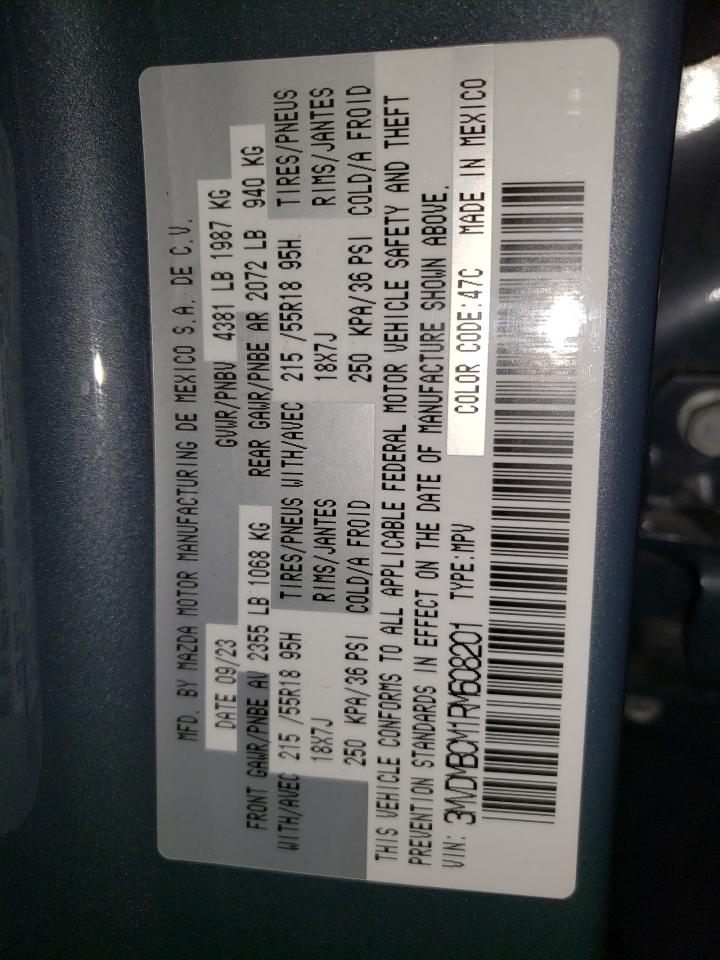 MFD. BY MAZDA MOTOR MANUFACTURING DE MEXICO S.A. DE C.V.
DATE 09/23 GVWR/PNBV 4381 LB 1987 KG
FRONT GAWR/PNBE AV 2355 LB 1068 KG REAR GAWR/PNBE AR 2072 LB 940 KG
WITH/AVEC 215 /55R18 95H TIRES/PNEUS WITH/AVEC 215 /55R18 95H TIRES/PNEUS
18X7J RIMS/JANTES 18X7J RIMS/JANTES
250 KPA/36 PSI COLD/A FROID 250 KPA/36 PSI COLD/A FROID
THIS VEHICLE CONFORMS TO ALL APPLICABLE FEDERAL MOTOR VEHICLE SAFETY AND THEFT
PREVENTION STANDARDS IN EFFECT ON THE DATE OF MANUFACTURE SHOWN ABOVE.
VIN: 3MVDMBCM1RM608201 TYPE:MPV COLOR CODE:47C MADE IN MEXICO